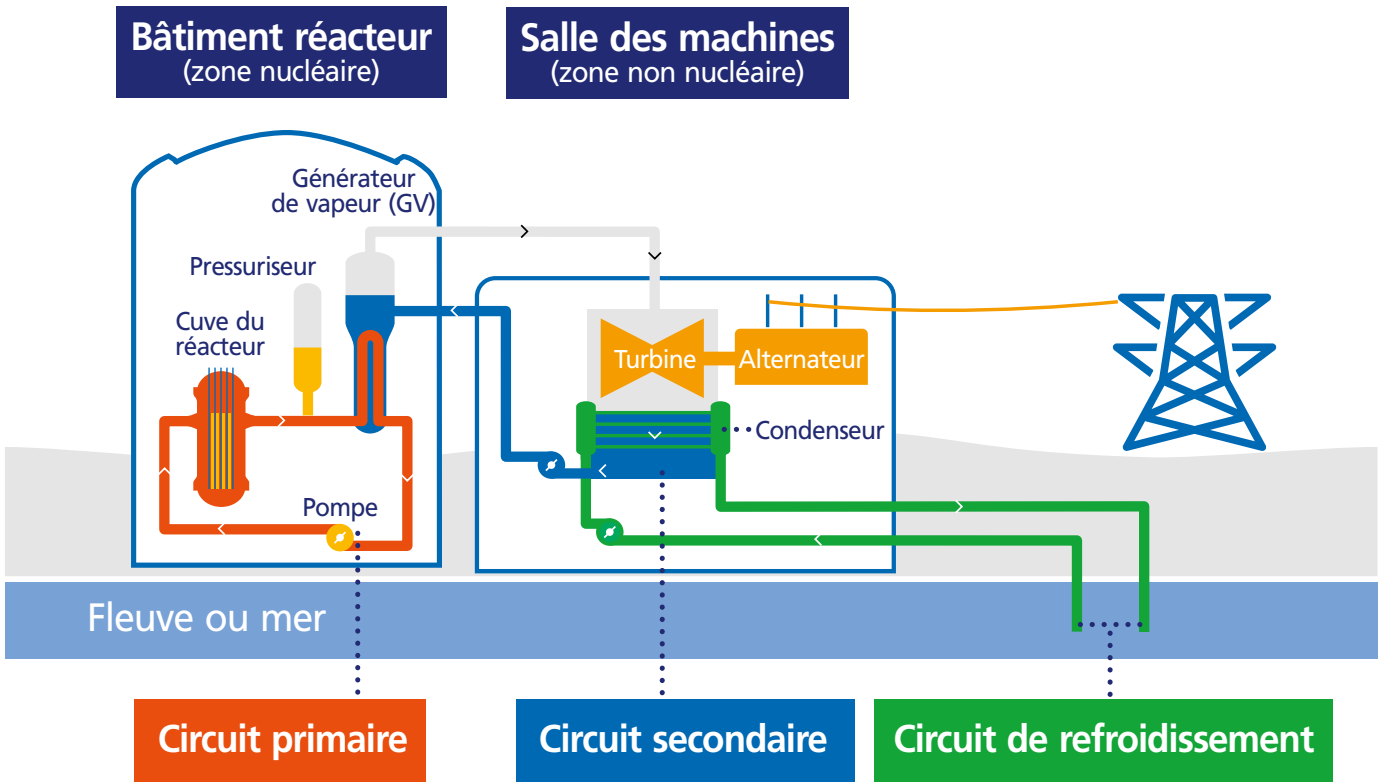 Bâtiment réacteur
(zone nucléaire)
Salle des machines
(zone non nucléaire)
Générateur
de vapeur (GV)
Pressuriseur
Cuve du
réacteur
Turbine
Alternateur
Condenseur
Pompe
Fleuve ou mer
Circuit primaire
Circuit secondaire
Circuit de refroidissement